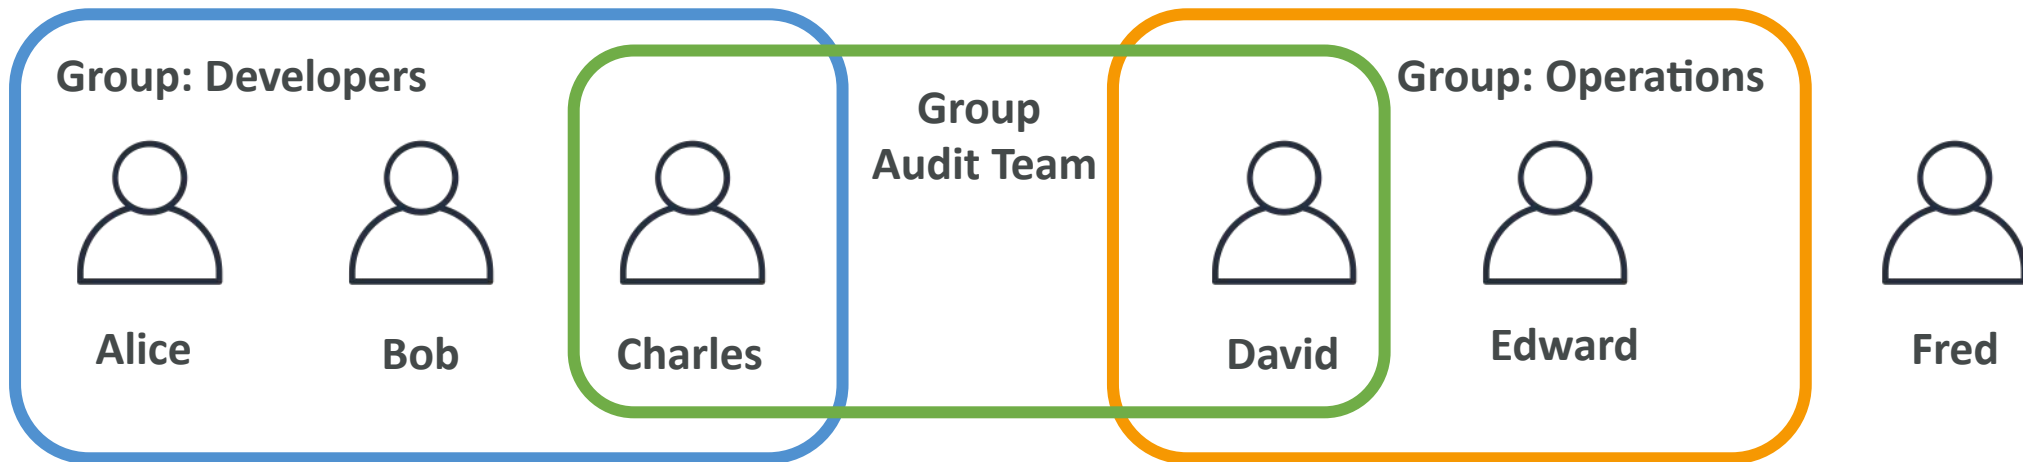 Group: Developers
Group
Audit Team
Group: Operations
Alice
Bob
Charles
David
Edward
Fred